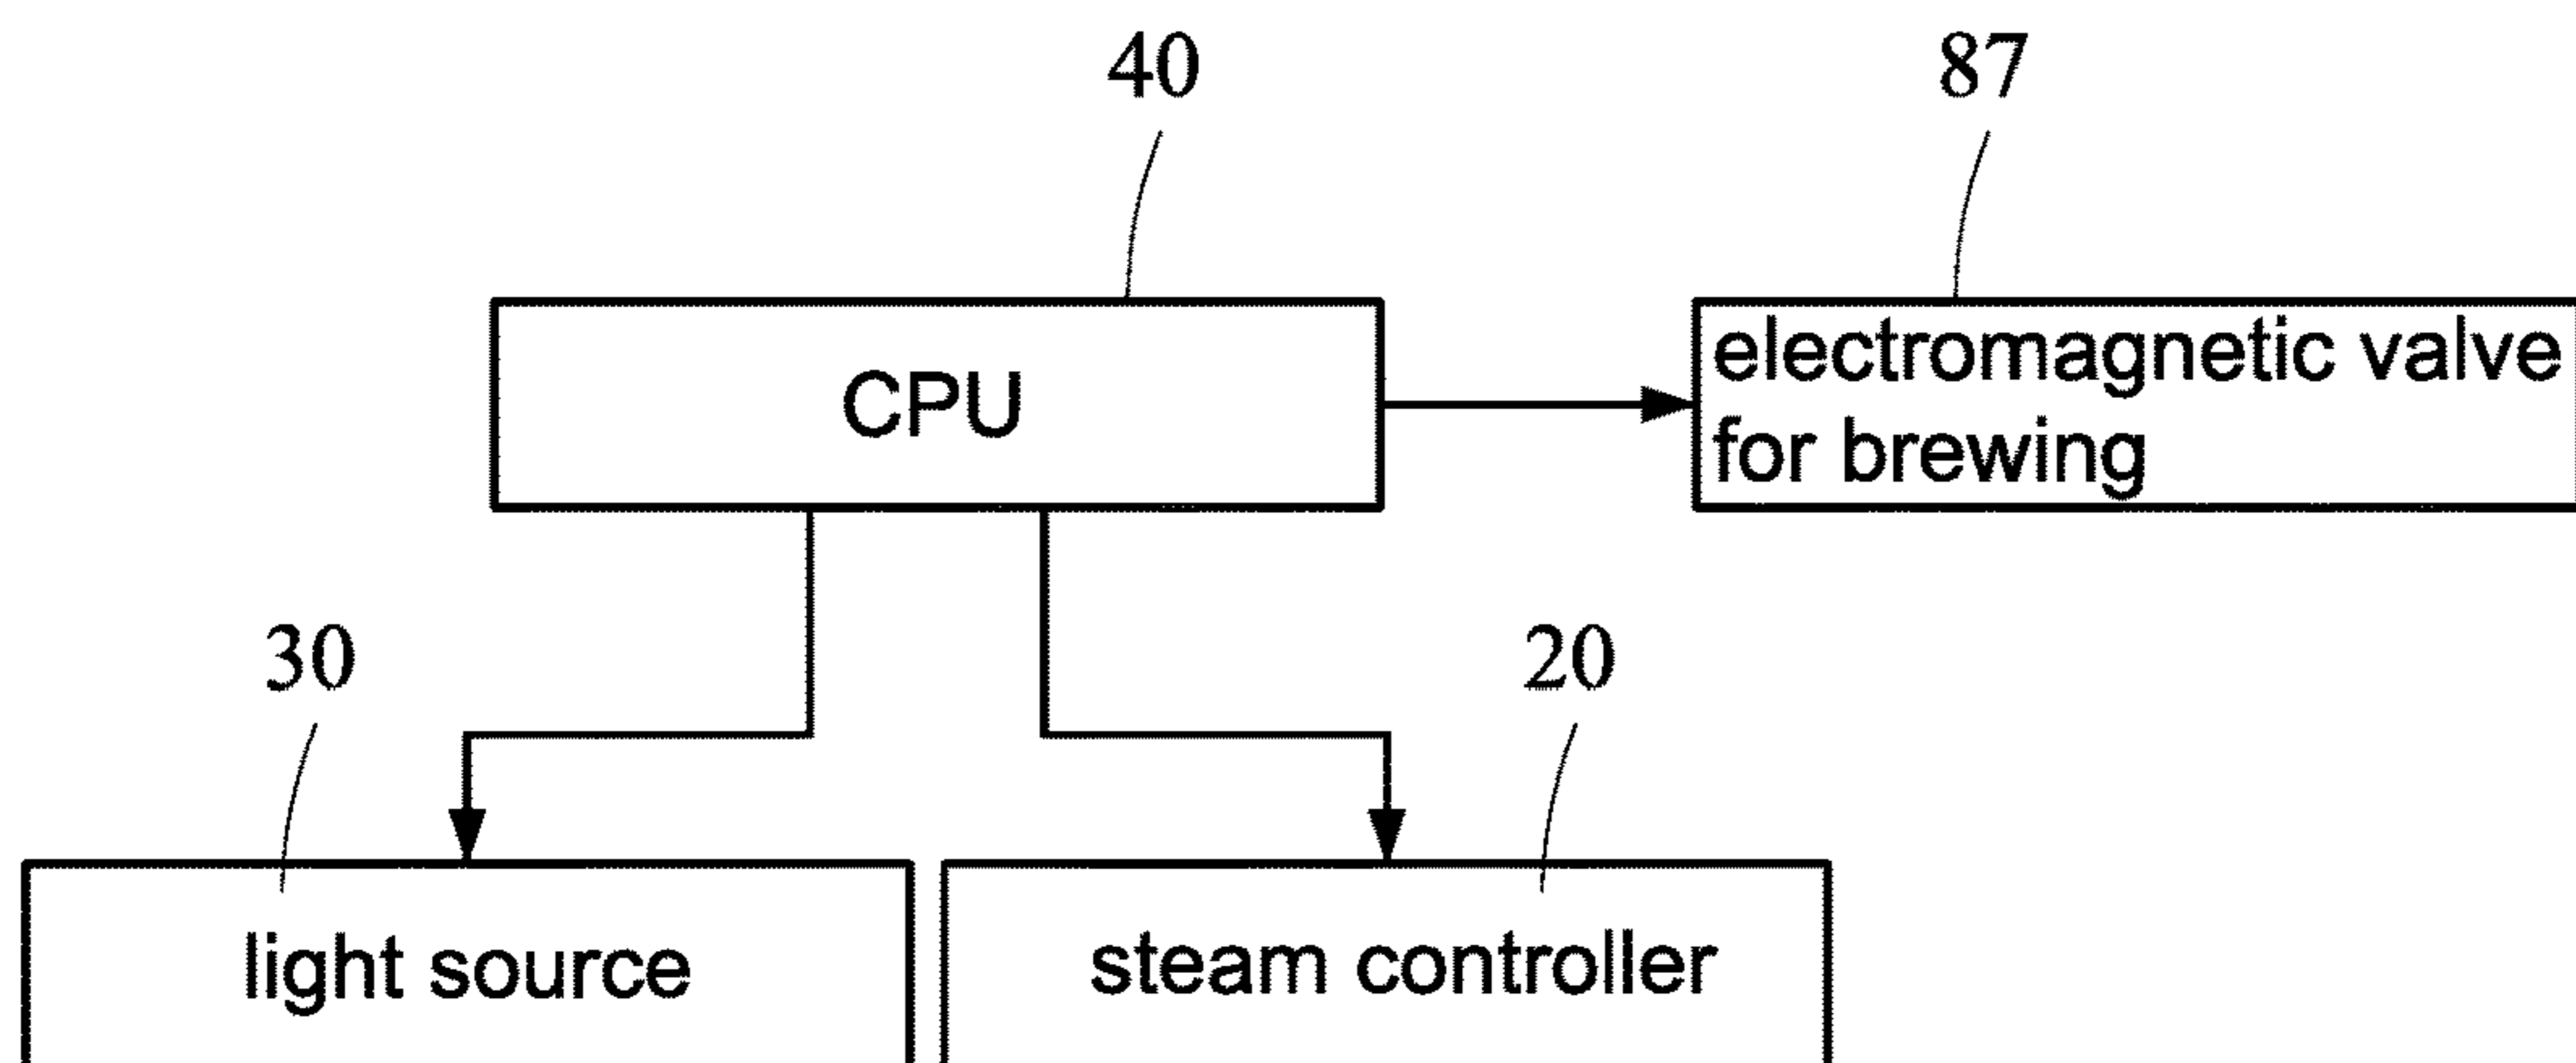 40
87
CPU
electromagnetic valve
for brewing
30
20
light source
steam controller